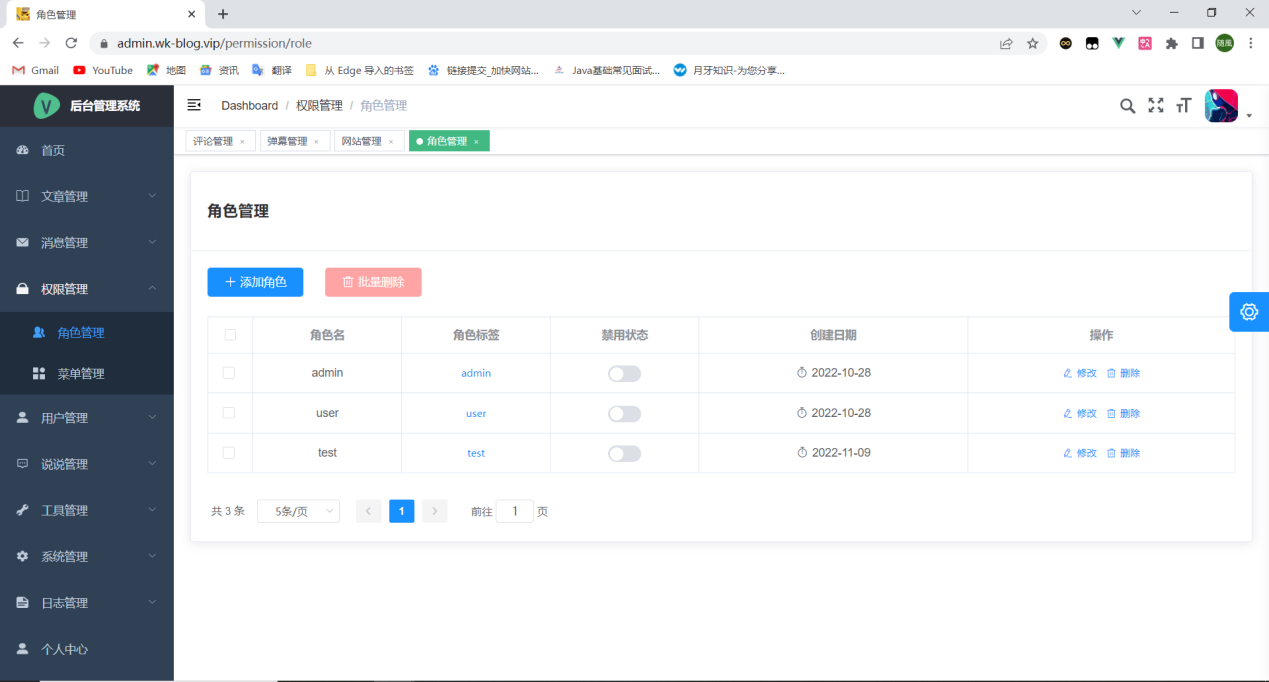 角色管理
admin.wk-blog.vip/permission/role
随风
Gmail YouTube 地图 资讯 翻译 从 Edge 导入的书签 链接提交_加快网站... Java基础常见面试... 月牙知识-为您分享...
V 后台管理系统
Dashboard / 权限管理 / 角色管理
评论管理 × 弹幕管理 × 网站管理 × 角色管理 ×
首页
文章管理
消息管理
权限管理
角色管理
菜单管理
用户管理
说说管理
工具管理
系统管理
日志管理
个人中心
角色管理
+ 添加角色 批量删除
角色名 角色标签 禁用状态 创建日期 操作
admin admin 2022-10-28 修改 删除
user user 2022-10-28 修改 删除
test test 2022-11-09 修改 删除
共 3 条 5条/页 < 1 > 前往 1 页